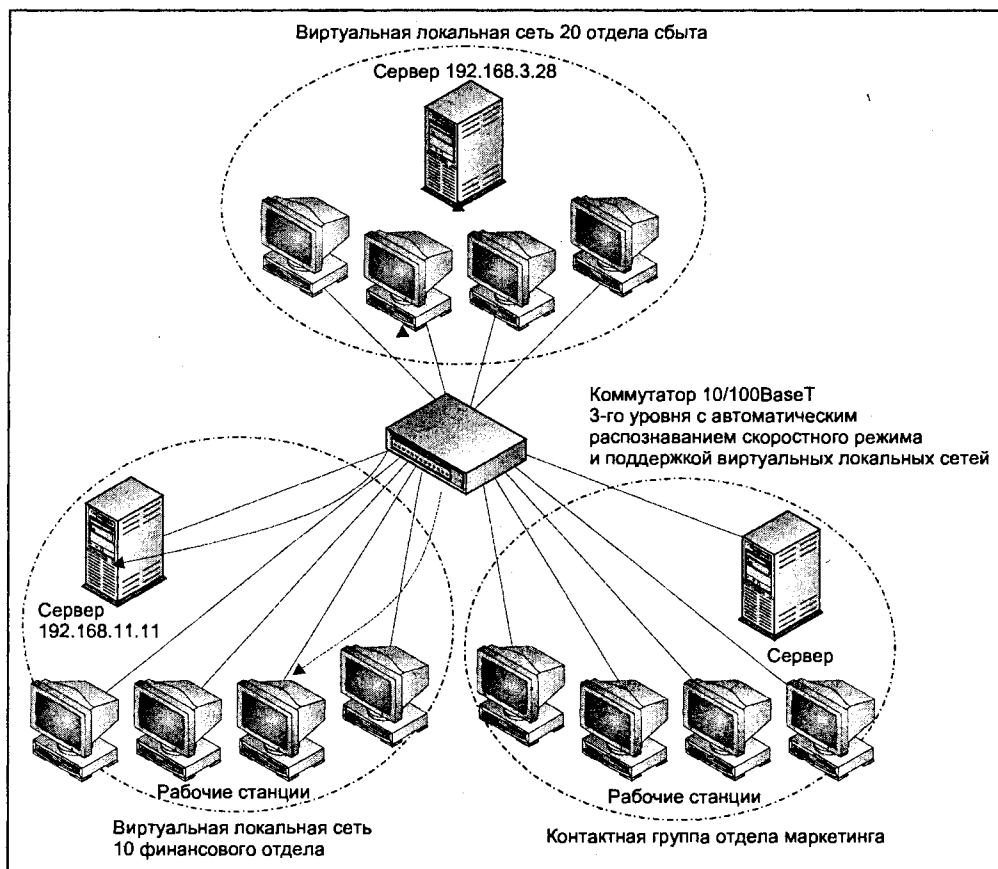 Виртуальная локальная сеть 20 отдела сбыта
Сервер 192.168.3.28
Коммутатор 10/100BaseT
3-го уровня с автоматическим
распознаванием скоростного режима
и поддержкой виртуальных локальных сетей
Сервер
192.168.11.11
Сервер
Рабочие станции
Рабочие станции
Виртуальная локальная сеть
10 финансового отдела
Контактная группа отдела маркетинга